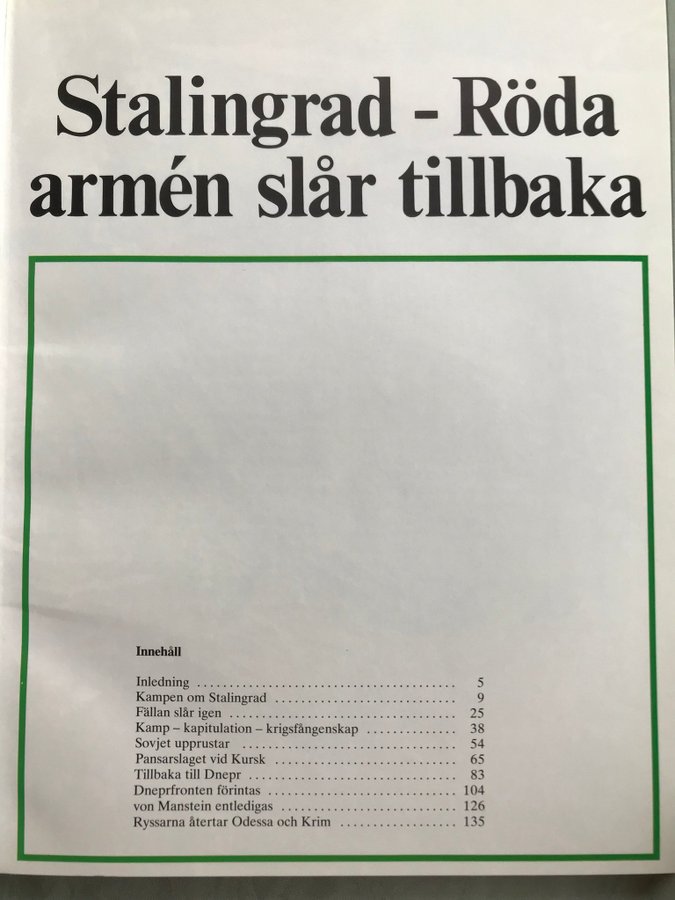 Stalingrad - Röda
armén slår tillbaka
Innehåll
Inledning ........................................ 5
Kampen om Stalingrad ............................ 9
Fällan slår igen ................................... 25
Kamp – kapitulation – krigsfångenskap .............. 38
Sovjet upprustar ................................. 54
Pansarslaget vid Kursk ............................ 65
Tillbaka till Dnepr ................................ 83
Dneprfronten förintas ............................. 104
von Manstein entledigas ........................... 126
Ryssarna återtar Odessa och Krim .................. 135